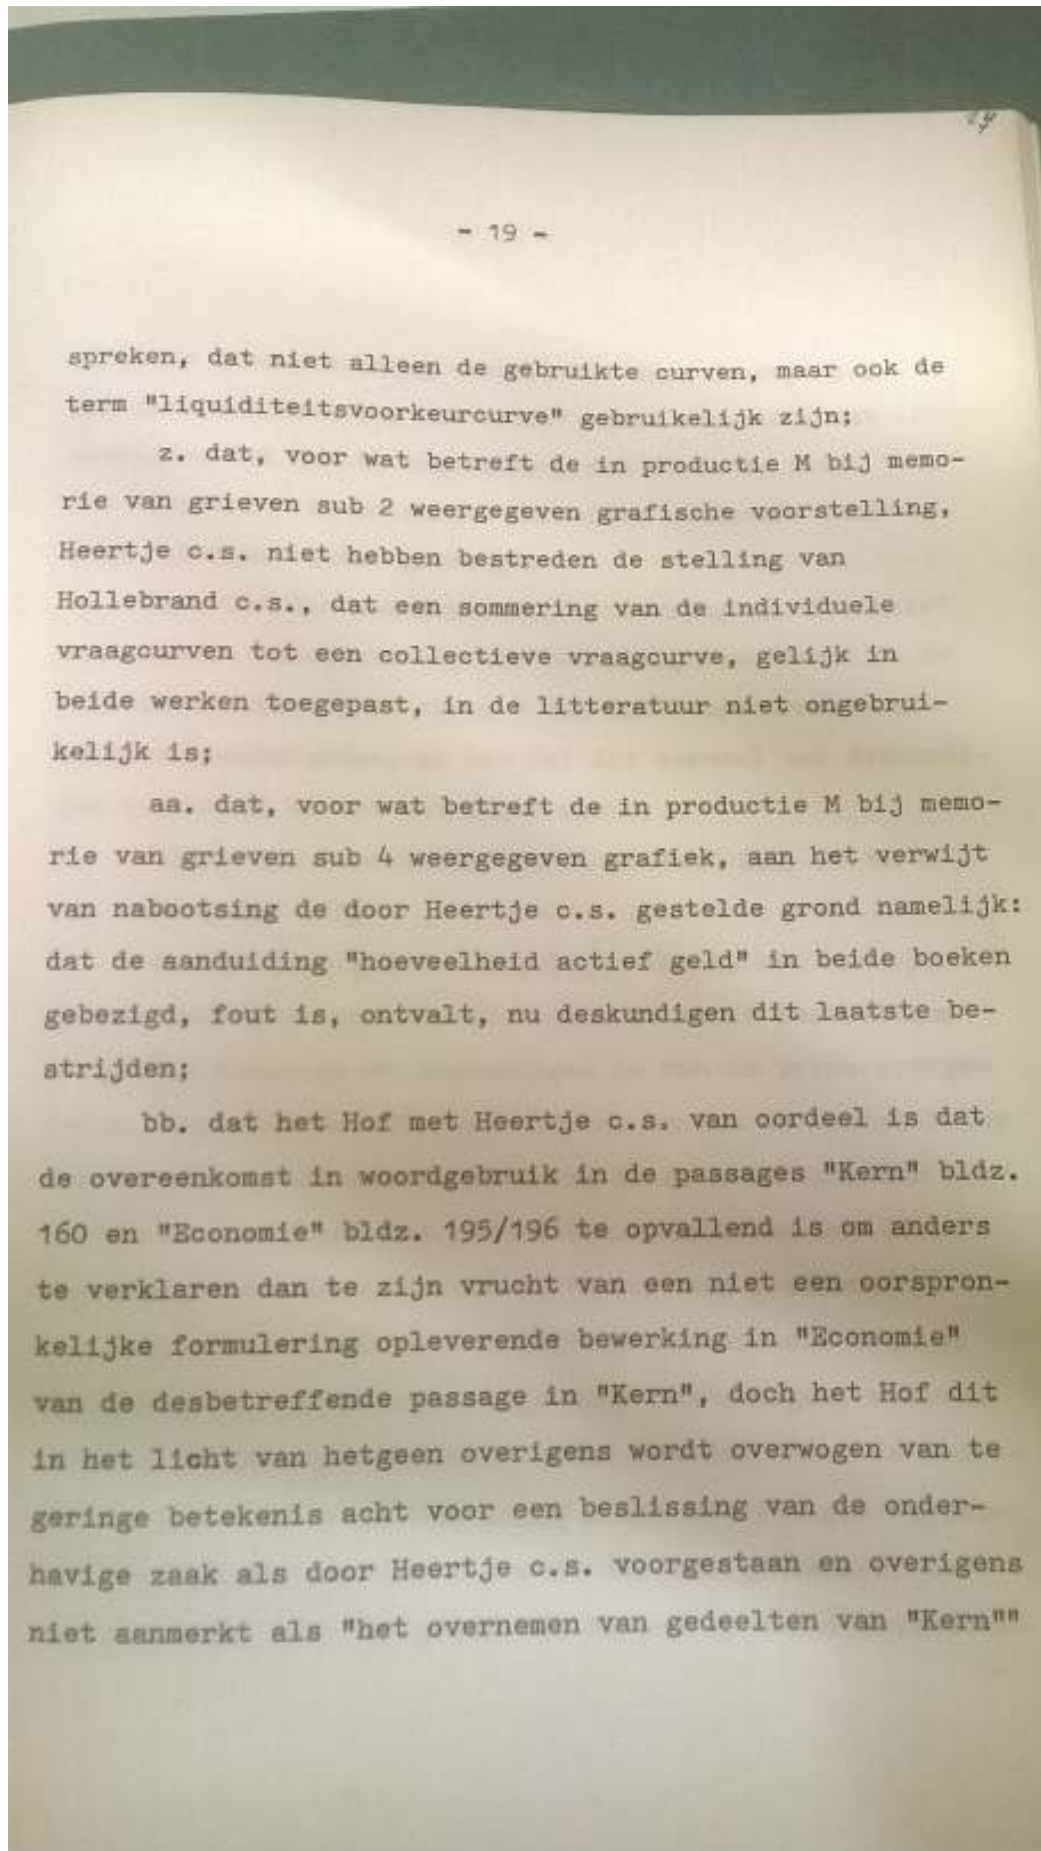 - 19 -
spreken, dat niet alleen de gebruikte curven, maar ook de
term "liquiditeitsvoorkeurcurve" gebruikelijk zijn;
z. dat, voor wat betreft de in productie M bij memo-
rie van grieven sub 2 weergegeven grafische voorstelling,
Heertje c.s. niet hebben bestreden de stelling van
Hollebrand c.s., dat een sommering van de individuele
vraagcurven tot een collectieve vraagcurve, gelijk in
beide werken toegepast, in de litteratuur niet ongebrui-
kelijk is;
aa. dat, voor wat betreft de in productie M bij memo-
rie van grieven sub 4 weergegeven grafiek, aan het verwijt
van nabootsing de door Heertje c.s. gestelde grond namelijk:
dat de aanduiding "hoeveelheid actief geld" in beide boeken
gebezigd, fout is, ontvalt, nu deskundigen dit laatste be-
strijden;
bb. dat het Hof met Heertje c.s. van oordeel is dat
de overeenkomst in woordgebruik in de passages "Kern" bldz.
160 en "Economie" bldz. 195/196 te opvallend is om anders
te verklaren dan te zijn vrucht van een niet een oorspron-
kelijke formulering opleverende bewerking in "Economie"
van de desbetreffende passage in "Kern", doch het Hof dit
in het licht van hetgeen overigens wordt overwogen van te
geringe betekenis acht voor een beslissing van de onder-
havige zaak als door Heertje c.s. voorgestaan en overigens
niet aanmerkt als "het overnemen van gedeelten van "Kern""